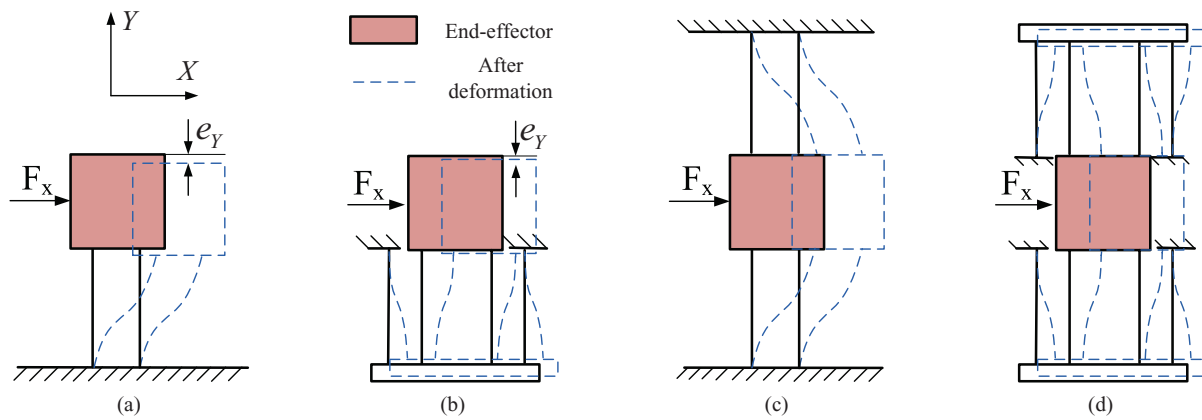 Y
X
End-effector
After
deformation
e_Y
e_Y
F_x
F_x
F_x
F_x
(a)
(b)
(c)
(d)